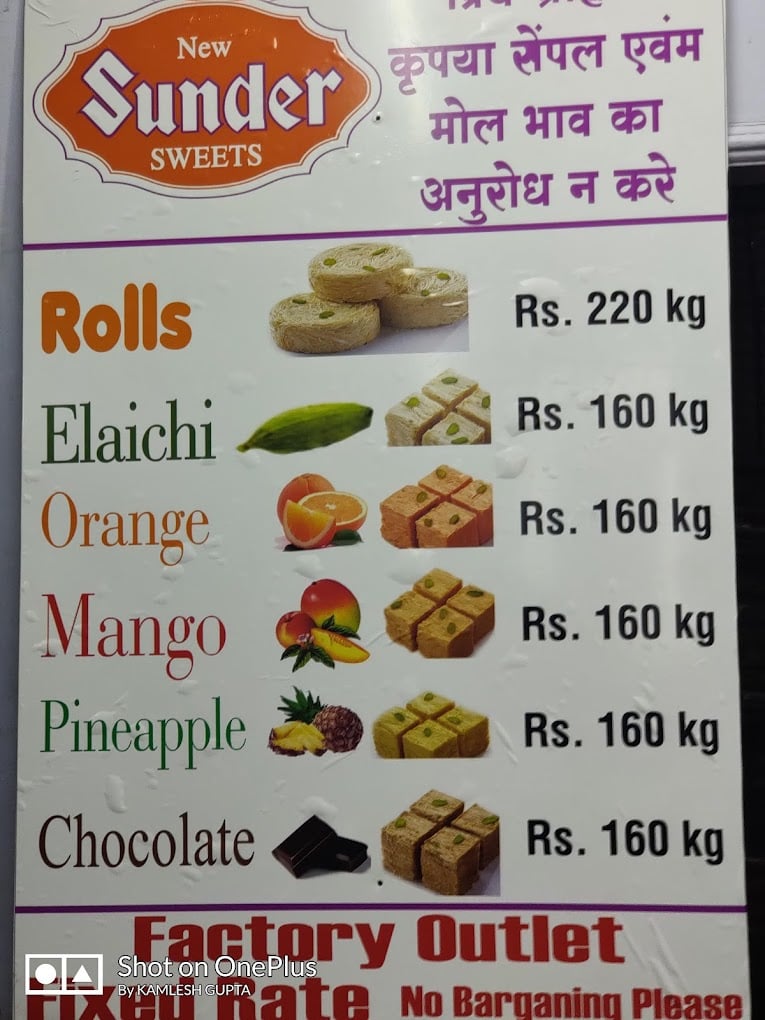 New
Sunder
SWEETS
कृपया सेंपल एवंम
मोल भाव का
अनुरोध न करे
Rolls Rs. 220 kg
Elaichi Rs. 160 kg
Orange Rs. 160 kg
Mango Rs. 160 kg
Pineapple Rs. 160 kg
Chocolate Rs. 160 kg
Factory Outlet
Fixed Rate No Barganing Please
Shot on OnePlus
By KAMLESH GUPTA